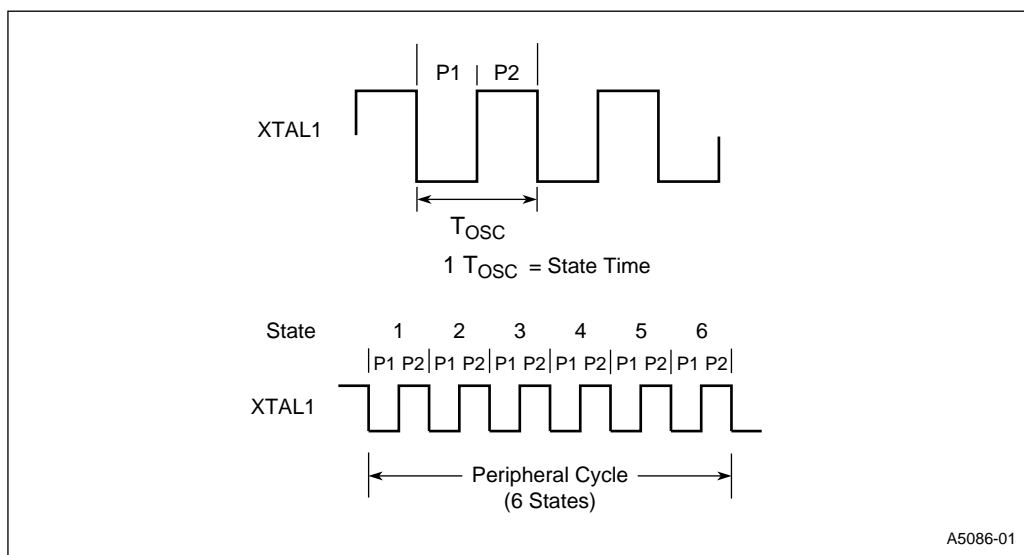 P1 P2
XTAL1
TOSC
1 TOSC = State Time
State 1 2 3 4 5 6
P1 P2 P1 P2 P1 P2 P1 P2 P1 P2 P1 P2
XTAL1
Peripheral Cycle
(6 States)
A5086-01